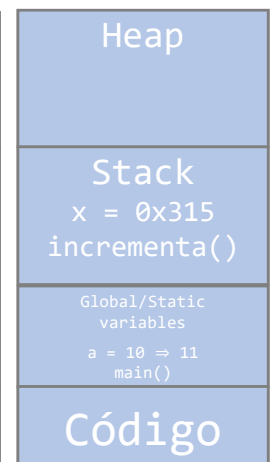 Heap
Stack
x = 0x315
incrementa()
Global/Static
variables
a = 10 ⇒ 11
main()
Código